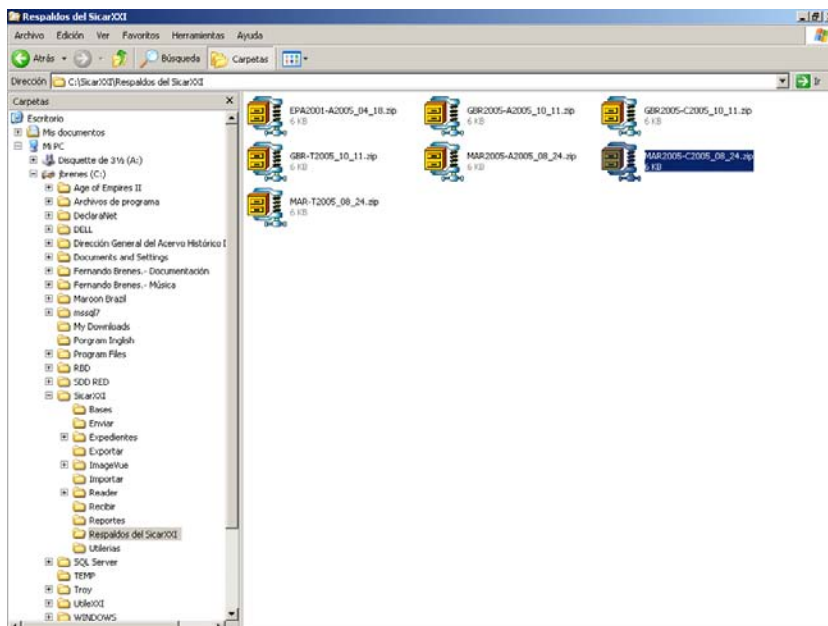 Respaldos del SicarXXI
Archivo Edición Ver Favoritos Herramientas Ayuda
Atrás Búsqueda Carpetas
Dirección C:\SicarXXI\Respaldos del SicarXXI Ir
Carpetas x
Escritorio
Mis documentos
Mi PC
Disquette de 3½ (A:)
jbrenes (C:)
Age of Empires II
Archivos de programa
DeclaraNet
DELL
Dirección General del Acervo Histórico D
Documents and Settings
Fernando Brenes.- Documentación
Fernando Brenes.- Música
Maroon Brazil
mssql7
My Downloads
Porgram Inglish
Program Files
RBD
SDD RED
SicarXXI
Bases
Enviar
Expedientes
Exportar
ImageVue
Importar
Reader
Recibir
Reportes
Respaldos del SicarXXI
Utilerias
SQL Server
TEMP
Troy
UtileXXI
WINDOWS
EPA2001-A2005_04_18.zip
6 KB
GBR2005-A2005_10_11.zip
6 KB
GBR2005-C2005_10_11.zip
6 KB
GBR-T2005_10_11.zip
6 KB
MAR2005-A2005_08_24.zip
6 KB
MAR2005-C2005_08_24.zip
6 KB
MAR-T2005_08_24.zip
6 KB